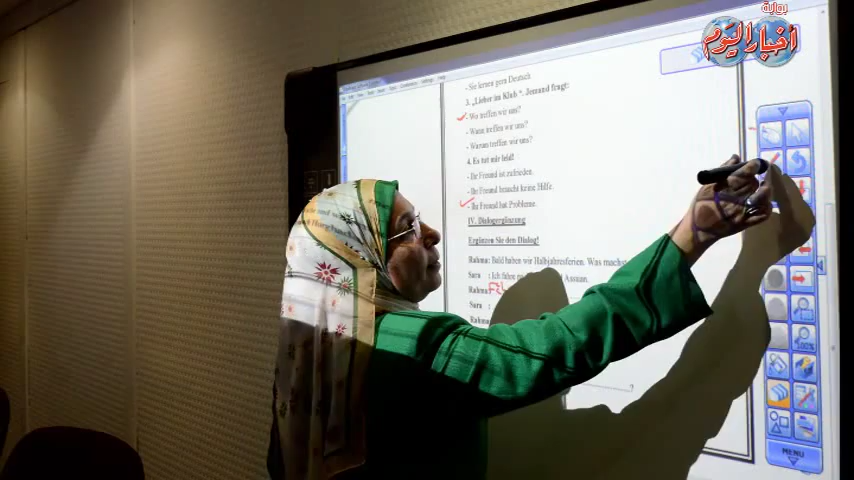 بوابة
أخبار اليوم
- Sie lernen gern Deutsch.
3. „Lieber im Klub“. Jemand fragt:
- Wo treffen wir uns?
- Wann treffen wir uns?
- Warum treffen wir uns?
4. Es tut mir leid!
- Ihr Freund ist zufrieden.
- Ihr Freund braucht keine Hilfe.
- Ihr Freund hat Probleme.
IV. Dialogergänzung
Ergänzen Sie den Dialog!
Rahma: Bald haben wir Halbjahresferien. Was machst
Sara : Ich fahre Assuan.
Rahma:
Sara :
Rahma
?
100%
MENU